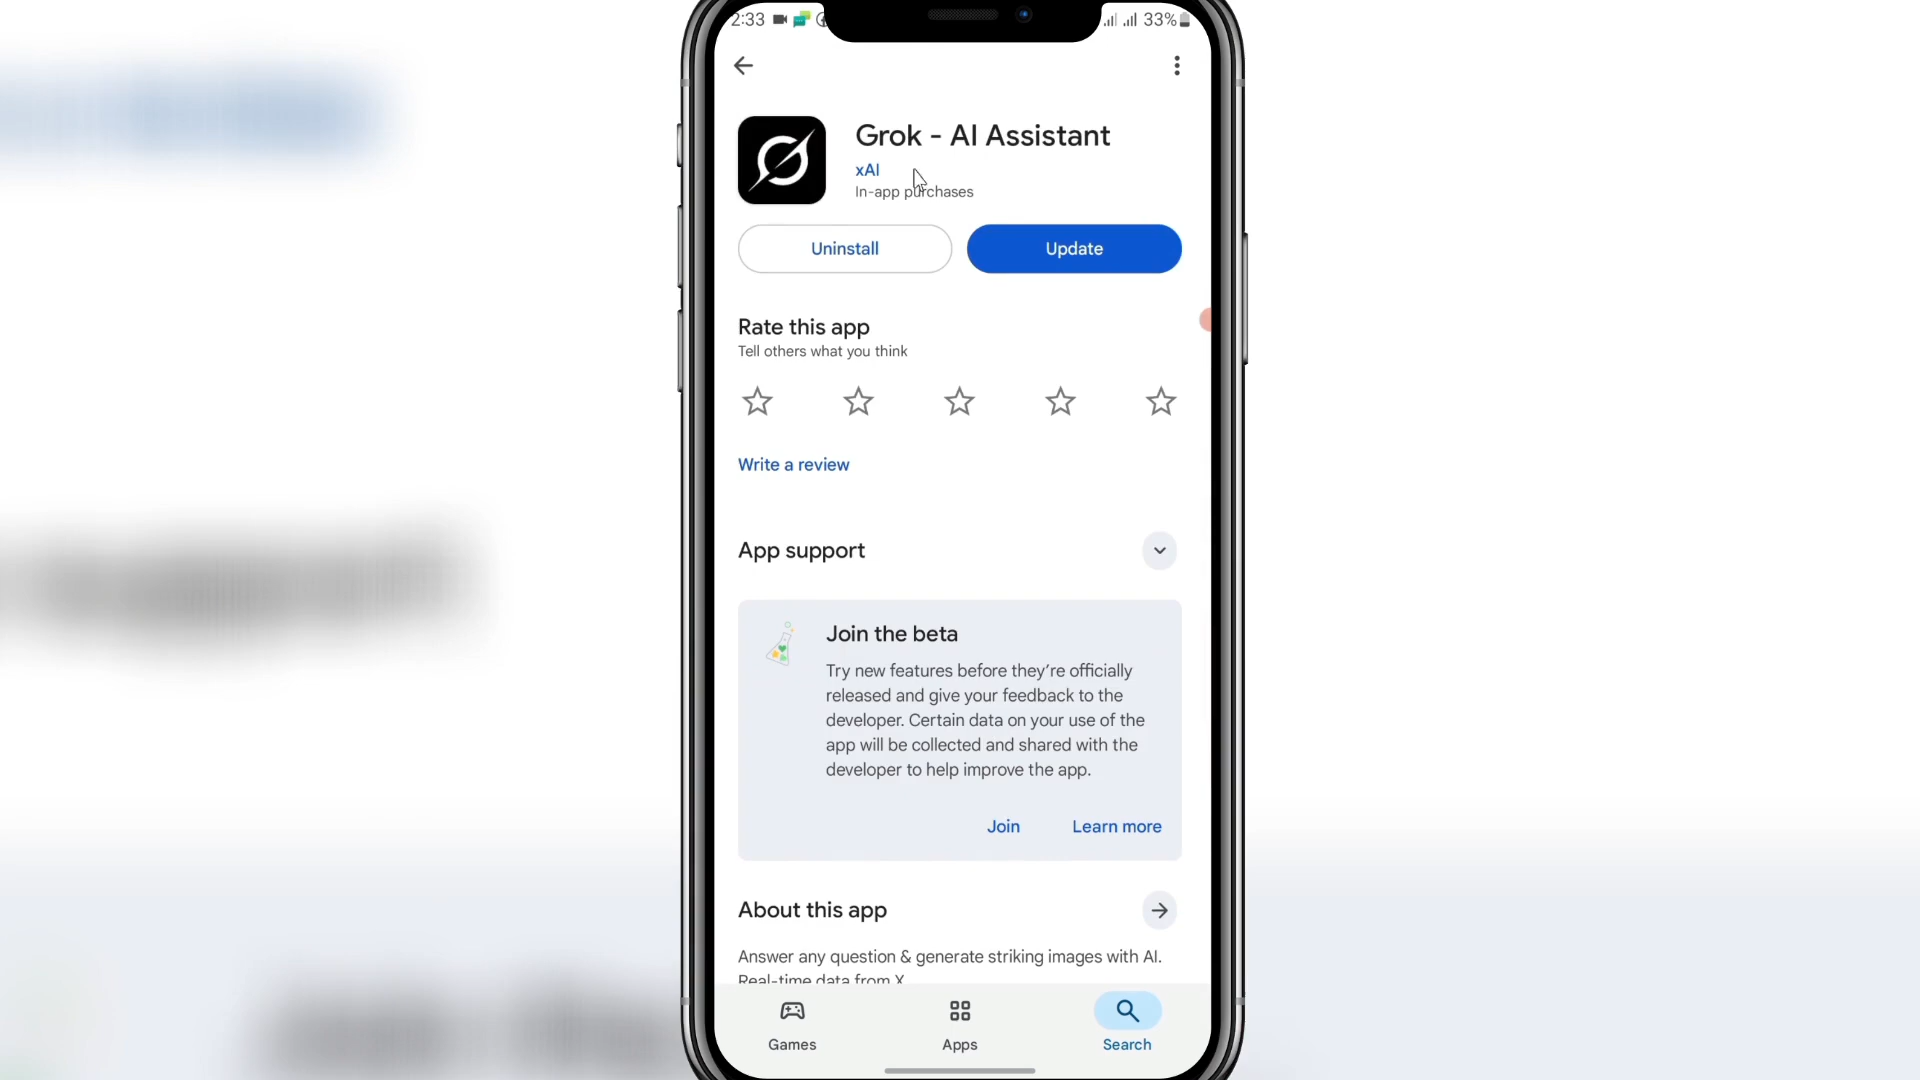 2:33 33%
Grok - AI Assistant
xAI
In-app purchases
Uninstall Update
Rate this app
Tell others what you think
Write a review
App support
Join the beta
Try new features before they're officially
released and give your feedback to the
developer. Certain data on your use of the
app will be collected and shared with the
developer to help improve the app.
Join Learn more
About this app
Answer any question & generate striking images with AI.
Real-time data from X
Games Apps Search